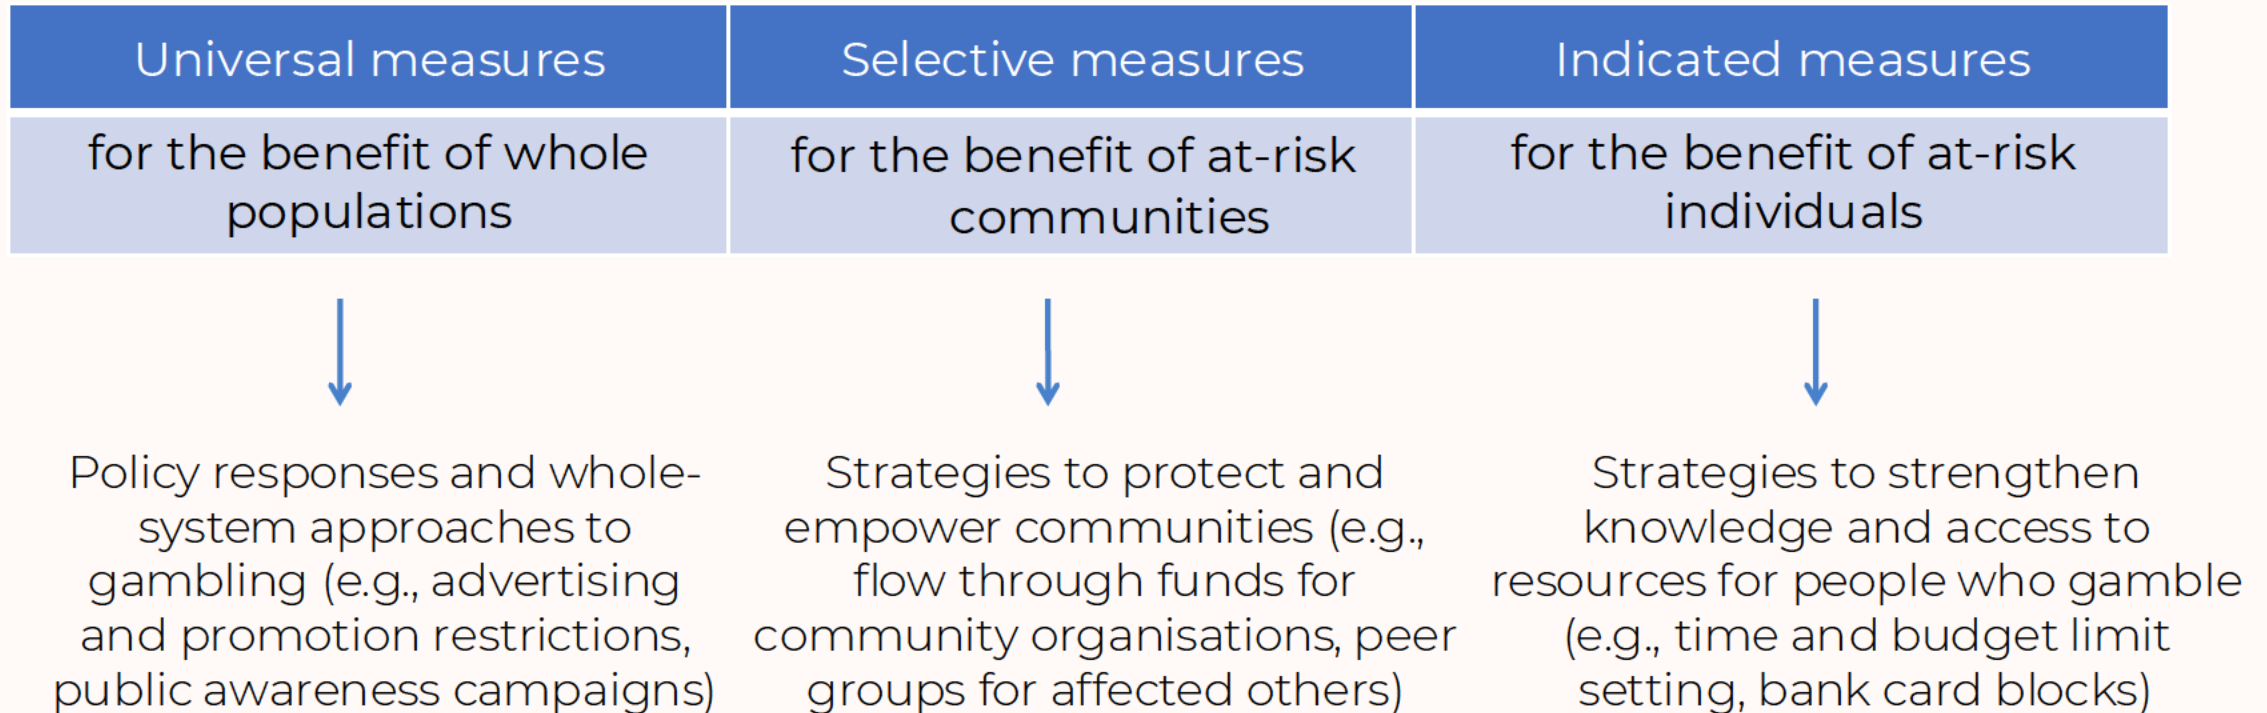 Universal measures
for the benefit of whole
populations
Policy responses and whole-
system approaches to
gambling (e.g., advertising
and promotion restrictions,
public awareness campaigns)
Selective measures
for the benefit of at-risk
communities
Strategies to protect and
empower communities (e.g.,
flow through funds for
community organisations, peer
groups for affected others)
Indicated measures
for the benefit of at-risk
individuals
Strategies to strengthen
knowledge and access to
resources for people who gamble
(e.g., time and budget limit
setting, bank card blocks)